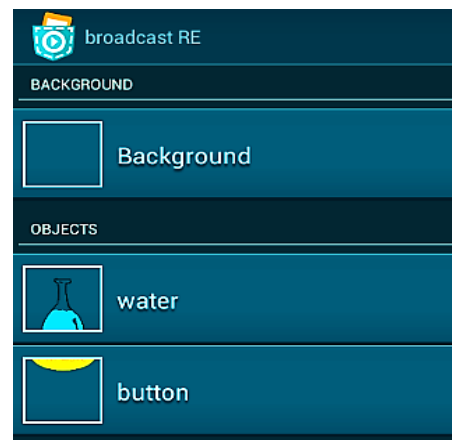 broadcast RE
BACKGROUND
Background
OBJECTS
water
button